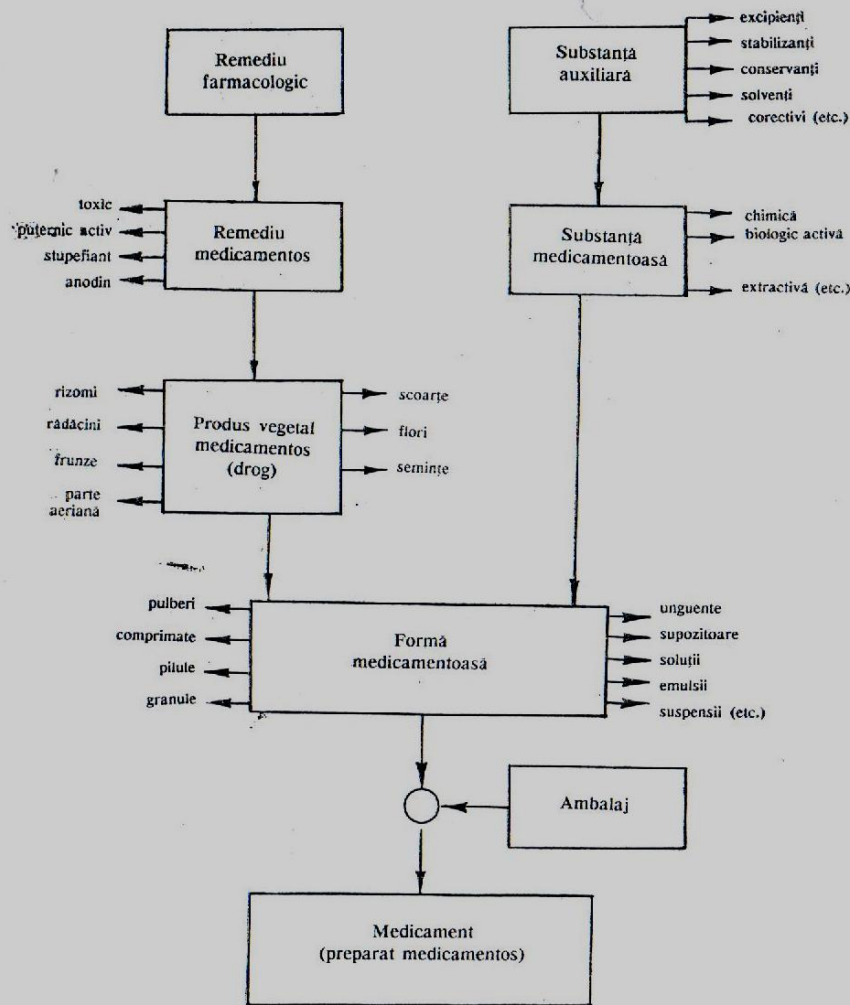 Remediu
farmacologic
Substanță
auxiliară
excipienți
stabilizanți
conservanți
solvenți
corectivi (etc.)
toxic
puternic activ
stupefiant
anodin
Remediu
medicamentos
Substanță
medicamentoasă
chimică
biologic activă
extractivă (etc.)
rizomi
rădăcini
frunze
parte
aeriană
Produs vegetal
medicamentos
(drog)
scoarțe
flori
semințe
pulberi
comprimate
pilule
granule
Formă
medicamentoasă
unguente
supozitoare
soluții
emulsii
suspensii (etc.)
Ambalaj
Medicament
(preparat medicamentos)